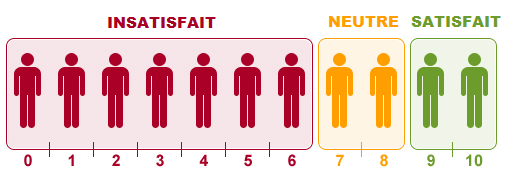 INSATISFAIT NEUTRE SATISFAIT
0 1 2 3 4 5 6 7 8 9 10